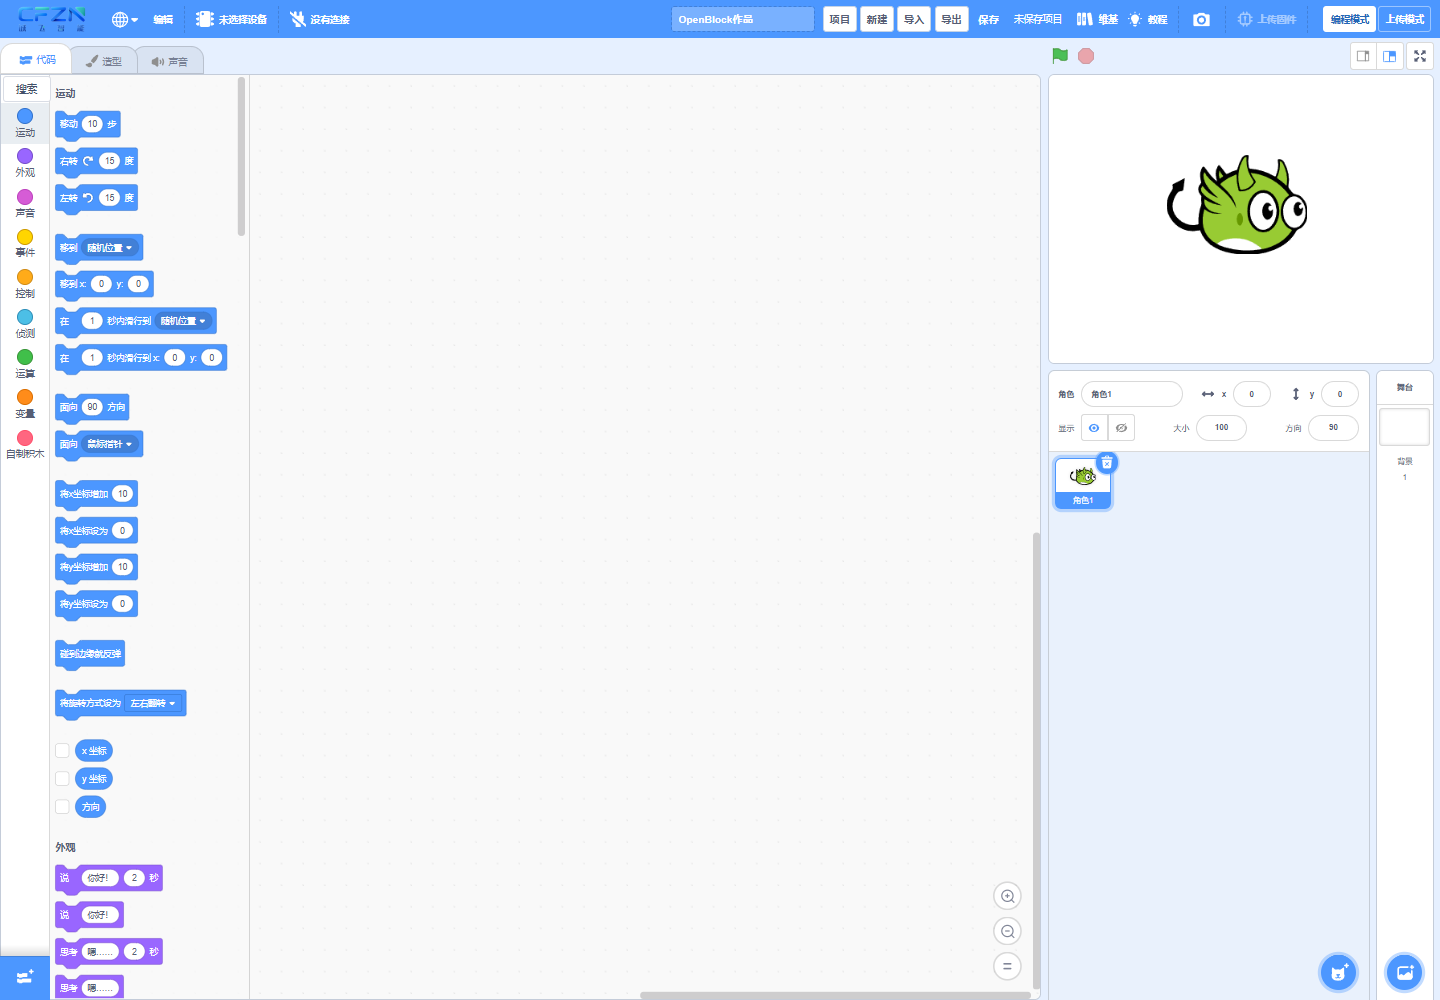 CFZN
编辑
未选择设备
没有连接
OpenBlock作品
项目
新建
导入
导出
保存
未保存项目
维基
教程
上传固件
编程模式
上传模式
代码
造型
声音
搜索
运动
外观
声音
事件
控制
侦测
运算
变量
自制积木
运动
移动 10 步
右转 15 度
左转 15 度
移到 随机位置
移到 x: 0 y: 0
在 1 秒内滑行到 随机位置
在 1 秒内滑行到 x: 0 y: 0
面向 90 方向
面向 鼠标指针
将x坐标增加 10
将x坐标设为 0
将y坐标增加 10
将y坐标设为 0
碰到边缘就反弹
将旋转方式设为 左右翻转
x 坐标
y 坐标
方向
外观
说 你好! 2 秒
说 你好!
思考 嗯…… 2 秒
思考 嗯……
角色 角色1 x 0 y 0
显示 大小 100 方向 90
角色1
舞台
背景
1